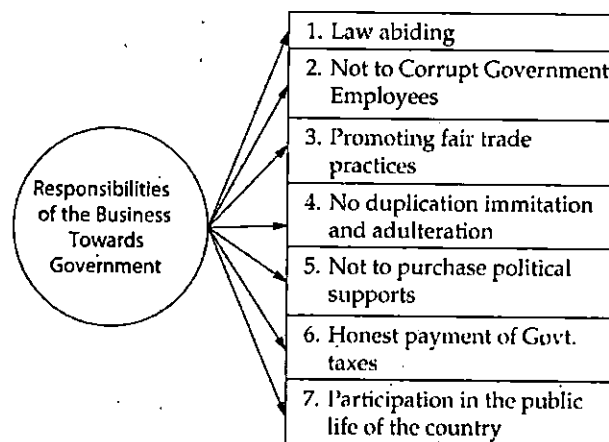 Responsibilities
of the Business
Towards
Government
1. Law abiding
2. Not to Corrupt Government
Employees
3. Promoting fair trade
practices
4. No duplication immitation
and adulteration
5. Not to purchase political
supports
6. Honest payment of Govt.
taxes
7. Participation in the public
life of the country